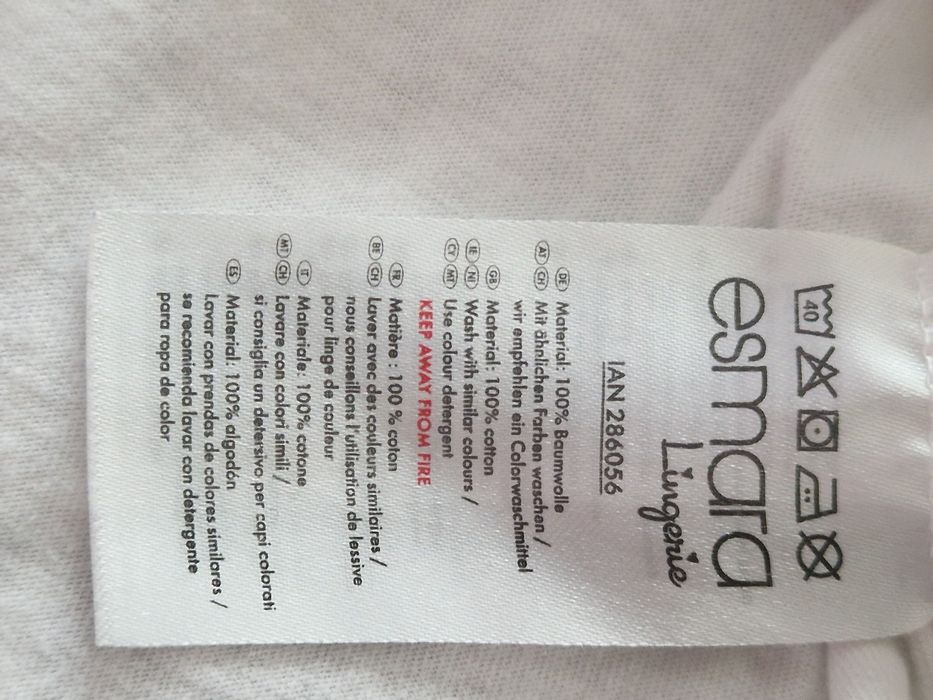 40
esmara
Lingerie
IAN 286056
DE Material: 100% Baumwolle
AT CH Mit ähnlichen Farben waschen /
wir empfehlen ein Colorwaschmittel
GB Material: 100% cotton
IE NI Wash with similar colours /
CY MT Use colour detergent
KEEP AWAY FROM FIRE
FR Matière : 100 % coton
BE CH Laver avec des couleurs similaires /
nous conseillons l'utilisation de lessive
pour linge de couleur
IT Materiale: 100% cotone
MT CH Lavare con colori simili /
si consiglia un detersivo per capi colorati
ES Material: 100% algodón
Lavar con prendas de colores similares /
se recomienda lavar con detergente
para ropa de color